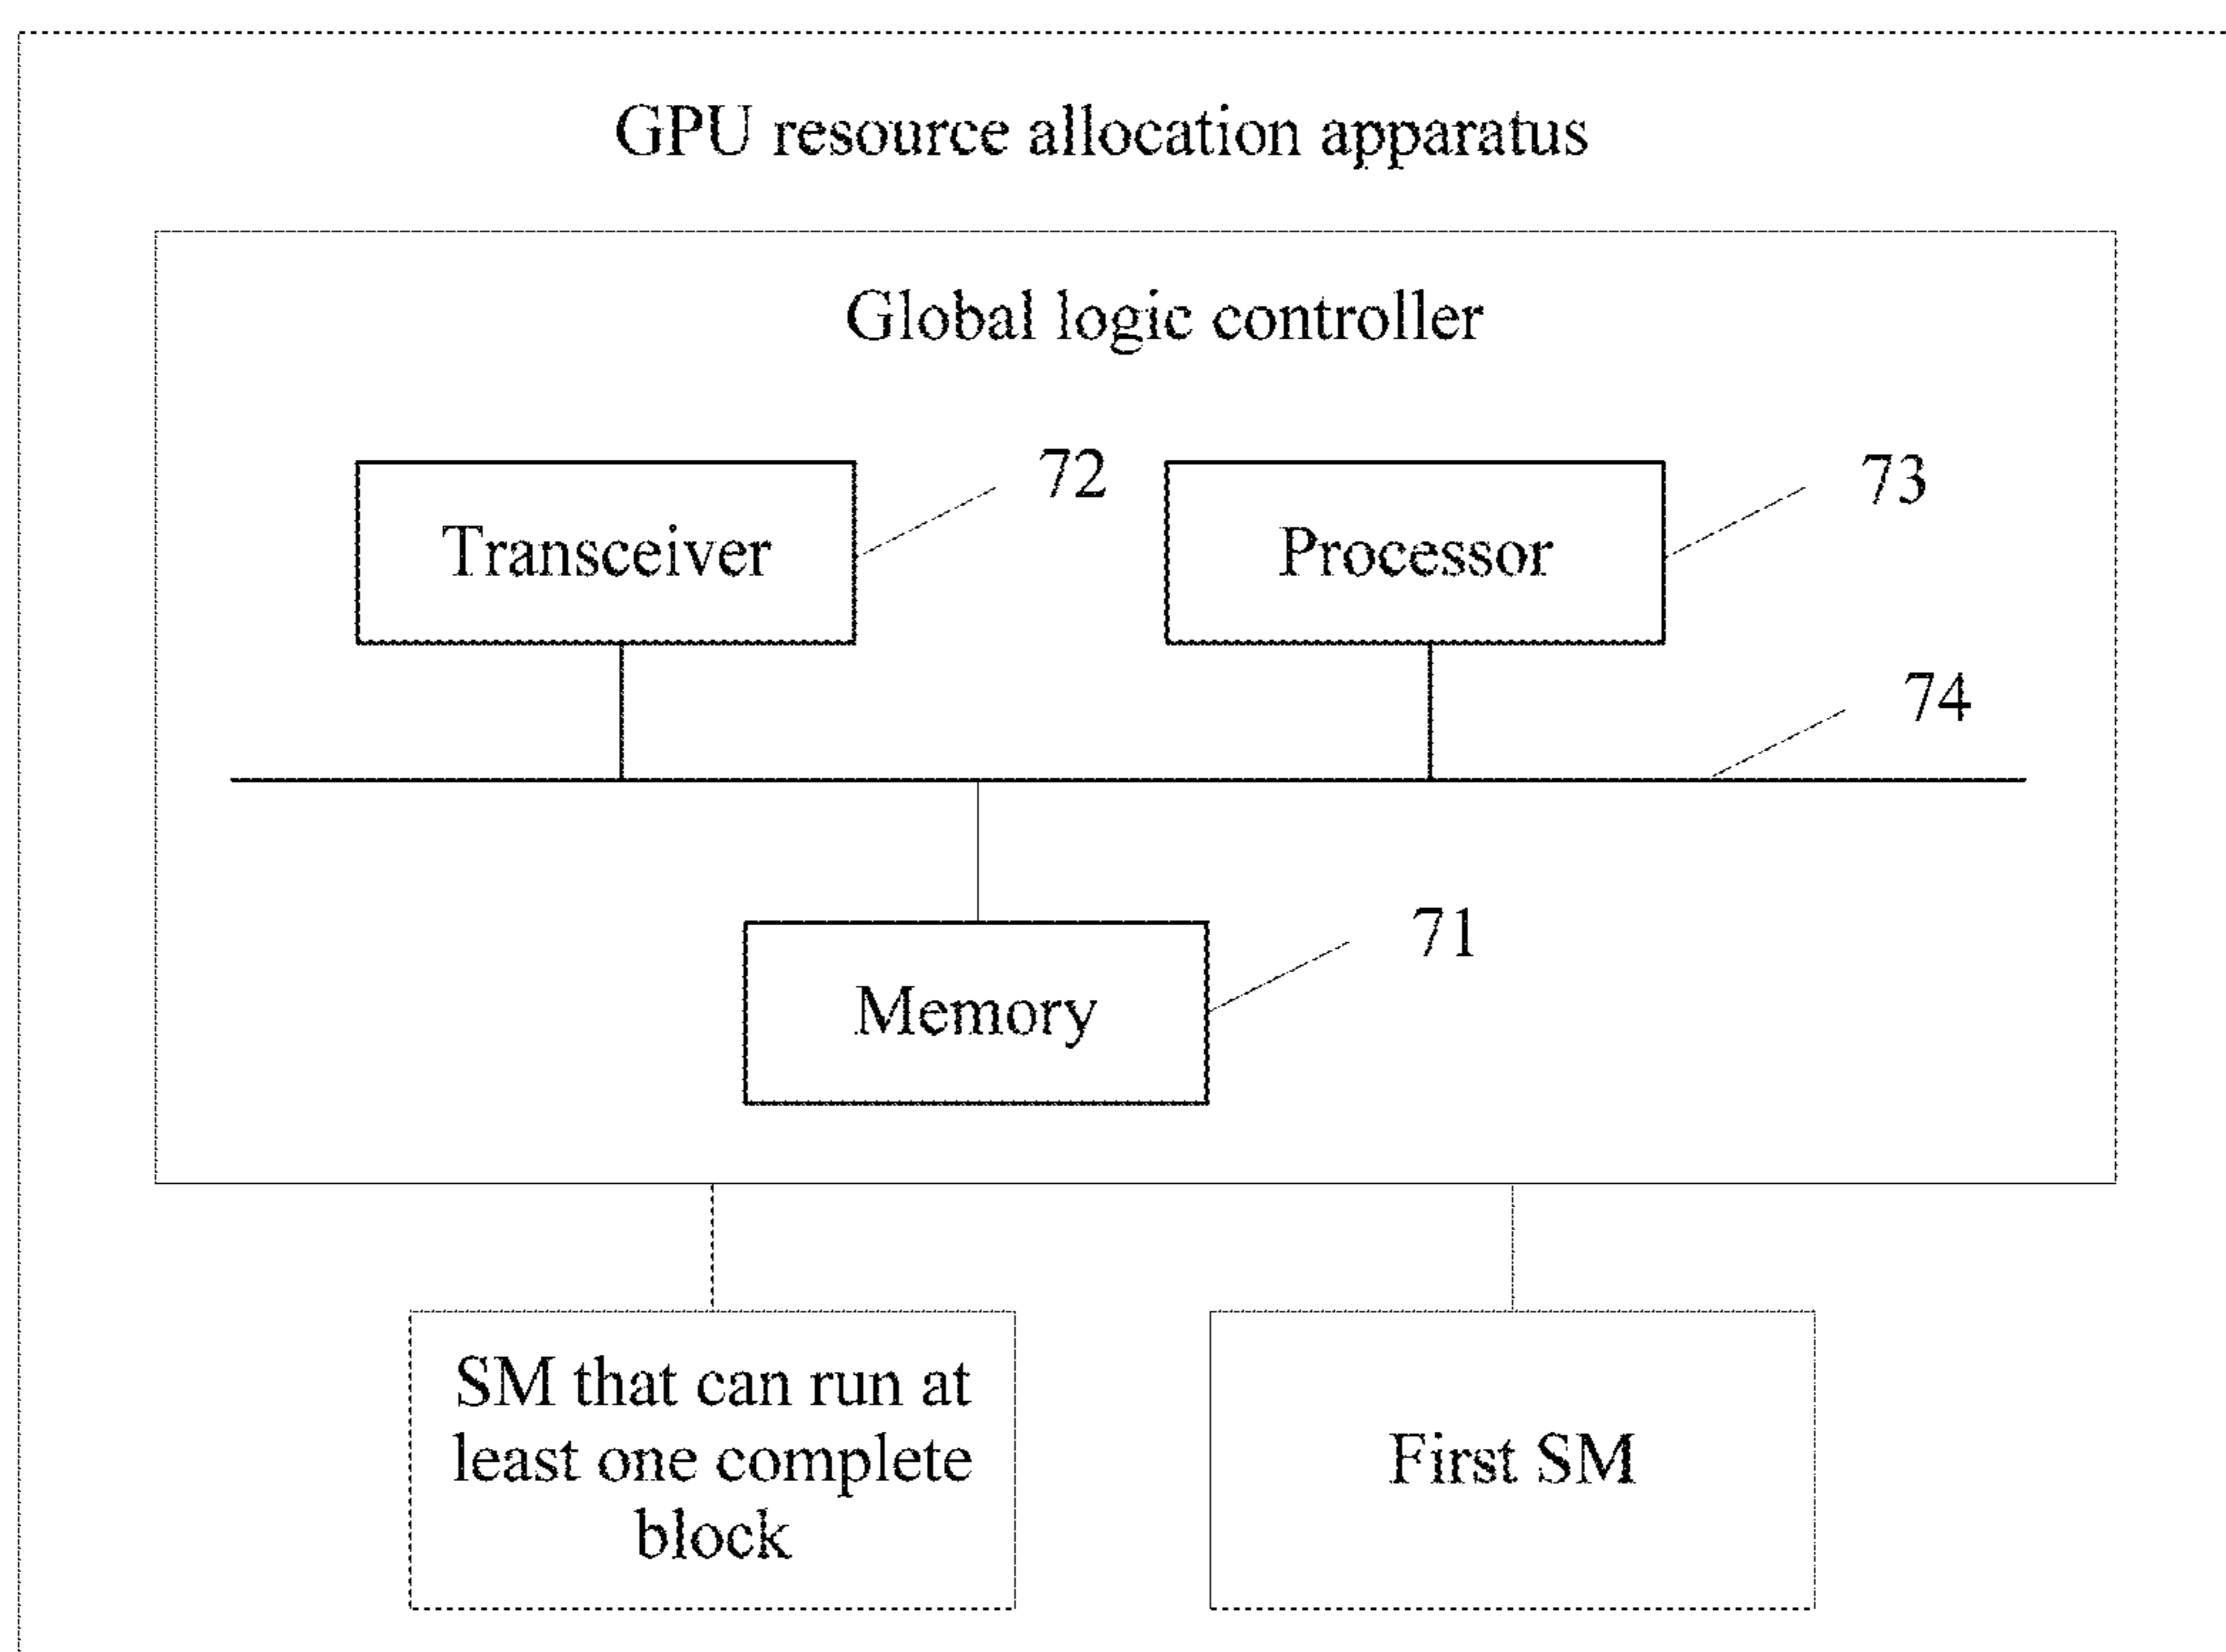 GPU resource allocation apparatus
Global logic controller
72
73
Transceiver
Processor
74
71
Memory
SM that can run at
least one complete
block
First SM